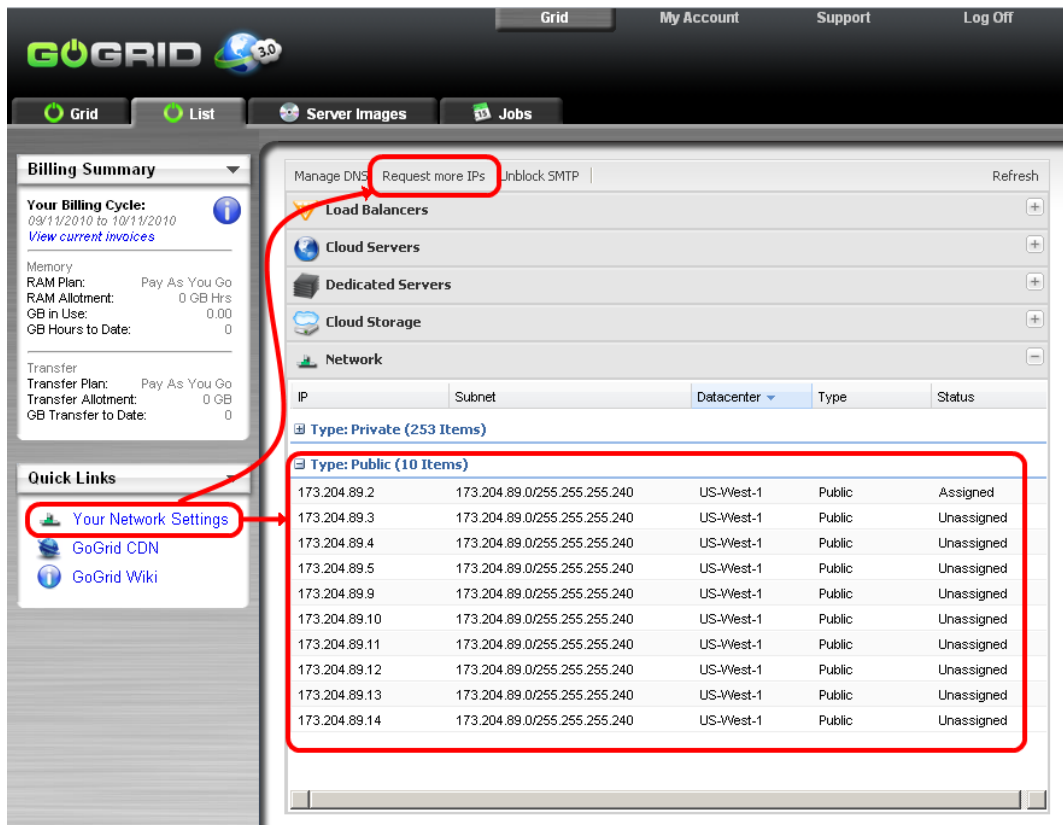 Grid My Account Support Log Off
GOGRID 3.0
Grid List Server Images Jobs
Billing Summary
Your Billing Cycle:
09/11/2010 to 10/11/2010
View current invoices
Memory
RAM Plan: Pay As You Go
RAM Allotment: 0 GB Hrs
GB in Use: 0.00
GB Hours to Date: 0
Transfer
Transfer Plan: Pay As You Go
Transfer Allotment: 0 GB
GB Transfer to Date: 0
Quick Links
Your Network Settings
GoGrid CDN
GoGrid Wiki
Manage DNS Request more IPs Unblock SMTP Refresh
Load Balancers
Cloud Servers
Dedicated Servers
Cloud Storage
Network
IP Subnet Datacenter Type Status
Type: Private (253 Items)
Type: Public (10 Items)
173.204.89.2 173.204.89.0/255.255.255.240 US-West-1 Public Assigned
173.204.89.3 173.204.89.0/255.255.255.240 US-West-1 Public Unassigned
173.204.89.4 173.204.89.0/255.255.255.240 US-West-1 Public Unassigned
173.204.89.5 173.204.89.0/255.255.255.240 US-West-1 Public Unassigned
173.204.89.9 173.204.89.0/255.255.255.240 US-West-1 Public Unassigned
173.204.89.10 173.204.89.0/255.255.255.240 US-West-1 Public Unassigned
173.204.89.11 173.204.89.0/255.255.255.240 US-West-1 Public Unassigned
173.204.89.12 173.204.89.0/255.255.255.240 US-West-1 Public Unassigned
173.204.89.13 173.204.89.0/255.255.255.240 US-West-1 Public Unassigned
173.204.89.14 173.204.89.0/255.255.255.240 US-West-1 Public Unassigned